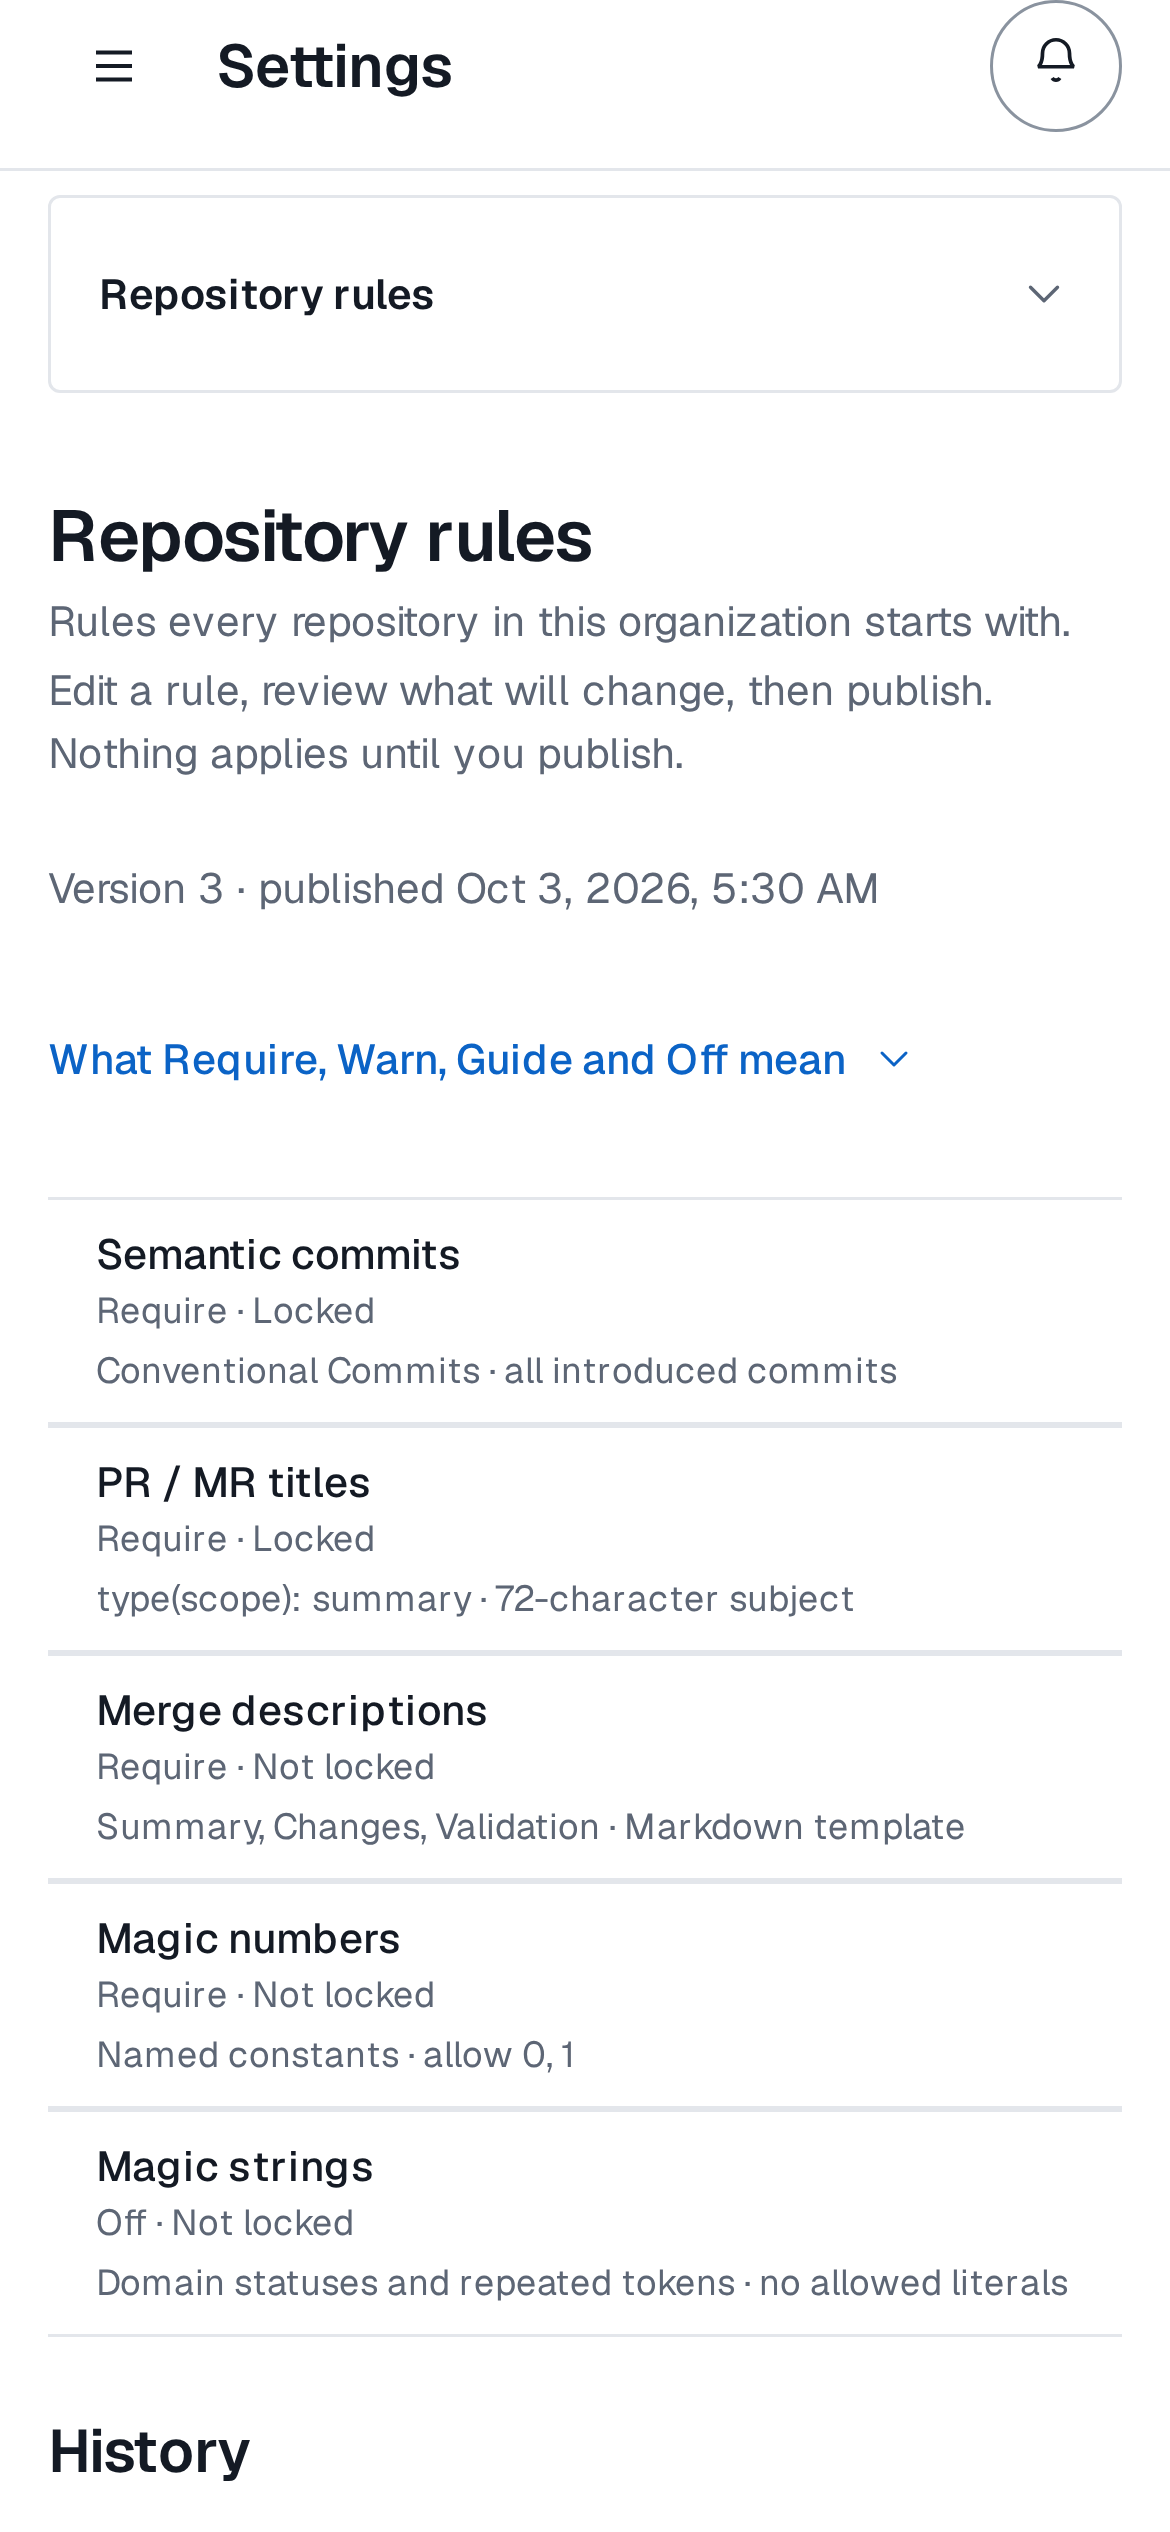 Settings
Repository rules
Repository rules
Rules every repository in this organization starts with.
Edit a rule, review what will change, then publish.
Nothing applies until you publish.
Version 3 · published Oct 3, 2026, 5:30 AM
What Require, Warn, Guide and Off mean
Semantic commits
Require · Locked
Conventional Commits · all introduced commits
PR / MR titles
Require · Locked
type(scope): summary · 72-character subject
Merge descriptions
Require · Not locked
Summary, Changes, Validation · Markdown template
Magic numbers
Require · Not locked
Named constants · allow 0, 1
Magic strings
Off · Not locked
Domain statuses and repeated tokens · no allowed literals
History